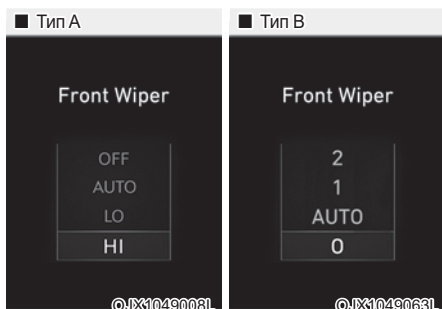 ■ Тип A
Front Wiper
OFF
AUTO
LO
HI
OJX1049008L
■ Тип B
Front Wiper
2
1
AUTO
0
OJX1049063L